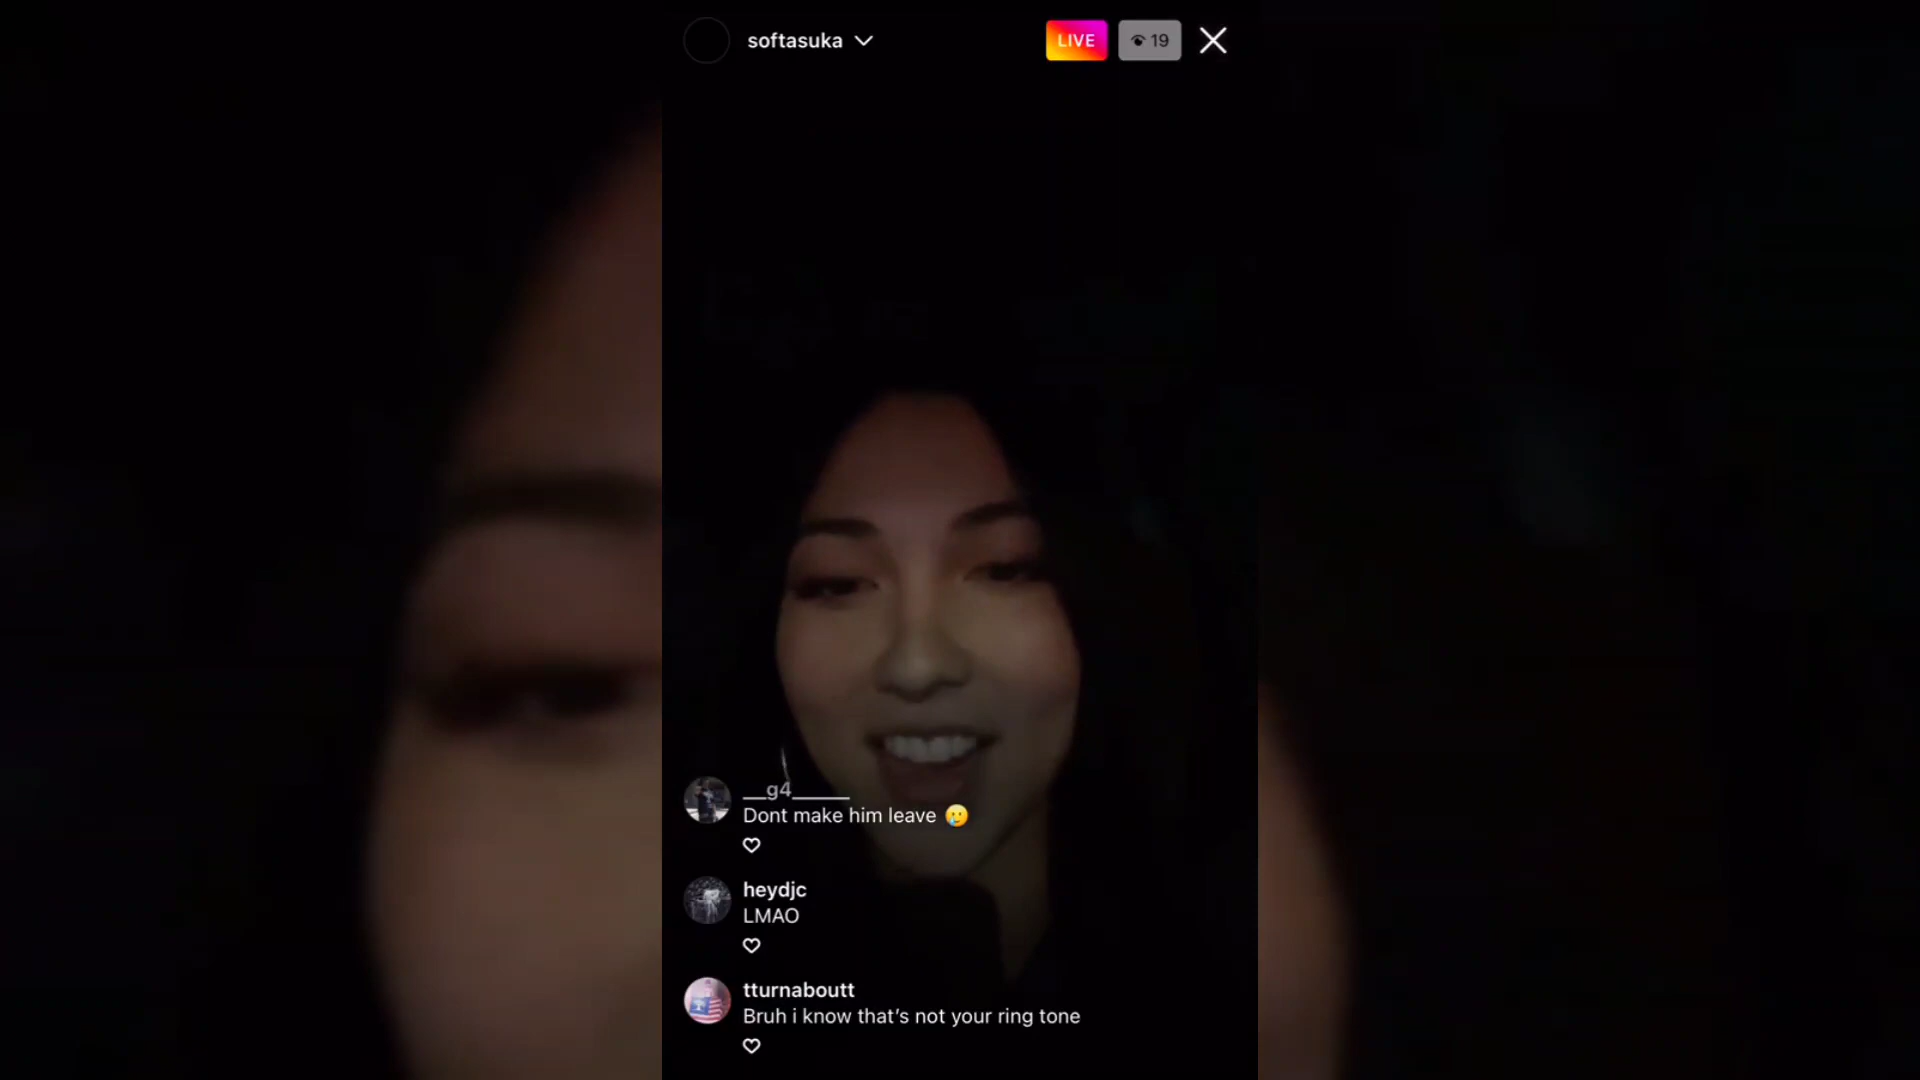 softasuka
LIVE
19
__g4_____
Dont make him leave 🥲
heydjc
LMAO
tturnaboutt
Bruh i know that's not your ring tone